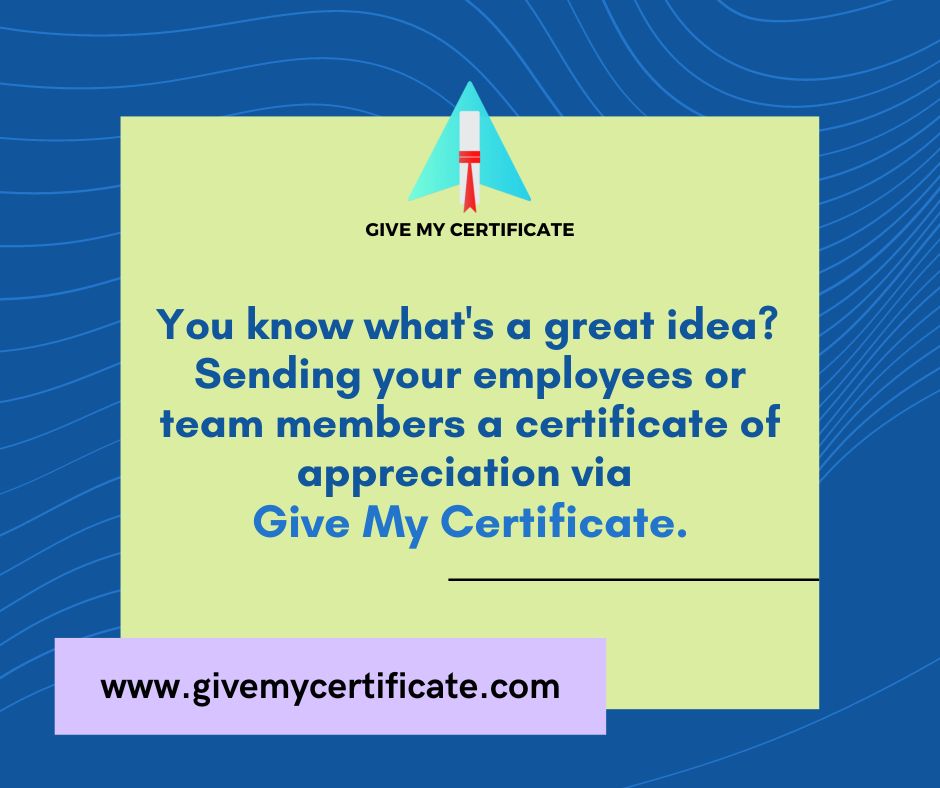 GIVE MY CERTIFICATE
You know what's a great idea?
Sending your employees or
team members a certificate of
appreciation via
Give My Certificate.
www.givemycertificate.com